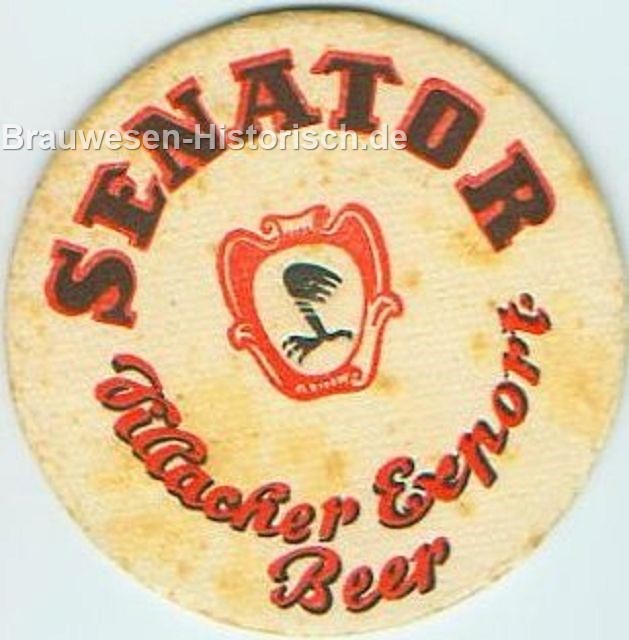 SENATOR
Brauwesen-Historisch.de
Villacher Export
Beer